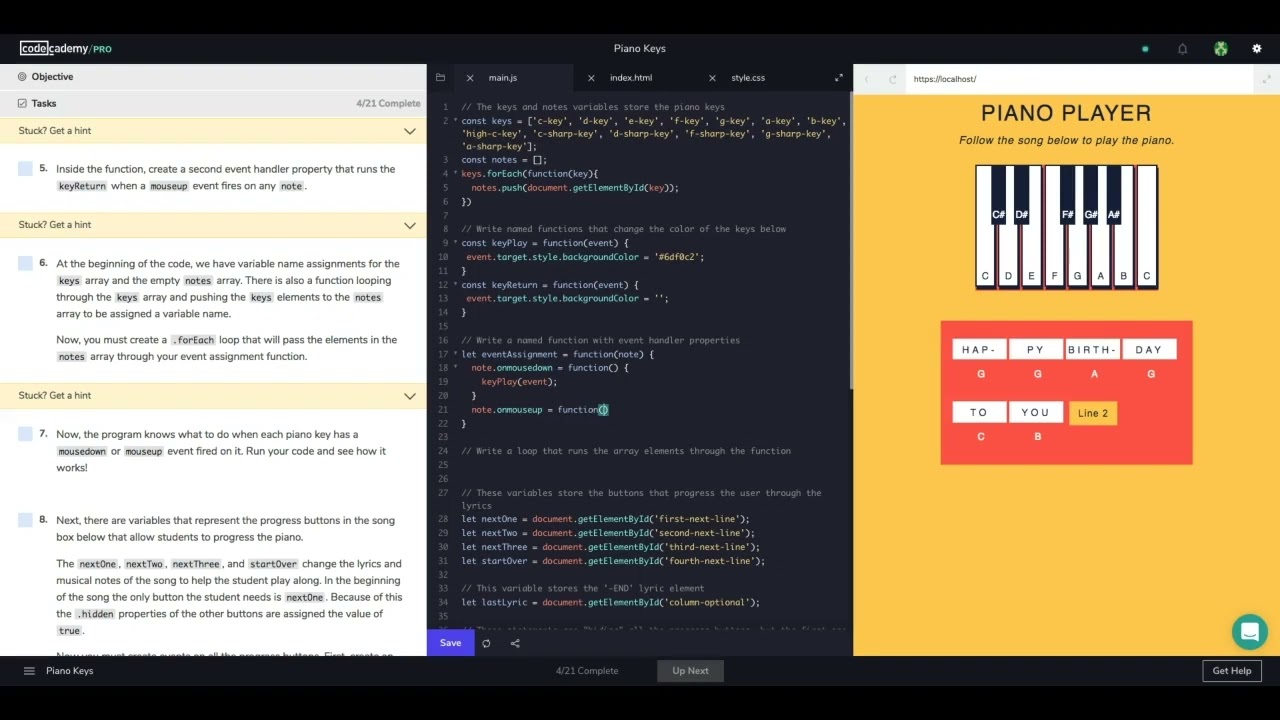 codecademy/PRO
Piano Keys
Objective
Tasks
4/21 Complete
Stuck? Get a hint
5. Inside the function, create a second event handler property that runs the
keyReturn when a mouseup event fires on any note.
Stuck? Get a hint
6. At the beginning of the code, we have variable name assignments for the
keys array and the empty notes array. There is also a function looping
through the keys array and pushing the keys elements to the notes
array to be assigned a variable name.
Now, you must create a .forEach loop that will pass the elements in the
notes array through your event assignment function.
Stuck? Get a hint
7. Now, the program knows what to do when each piano key has a
mousedown or mouseup event fired on it. Run your code and see how it
works!
8. Next, there are variables that represent the progress buttons in the song
box below that allow students to progress the piano.
The nextOne, nextTwo, nextThree, and startOver change the lyrics and
musical notes of the song to help the student play along. In the beginning
of the song the only button the student needs is nextOne. Because of this
the .hidden properties of the other buttons are assigned the value of
true.
Now you must create events on all the progress buttons. First, create an
main.js
index.html
style.css
1 // The keys and notes variables store the piano keys
2 const keys = ['c-key', 'd-key', 'e-key', 'f-key', 'g-key', 'a-key', 'b-key',
'high-c-key', 'c-sharp-key', 'd-sharp-key', 'f-sharp-key', 'g-sharp-key',
'a-sharp-key'];
3 const notes = [];
4 keys.forEach(function(key){
5 notes.push(document.getElementById(key));
6 })
7
8 // Write named functions that change the color of the keys below
9 const keyPlay = function(event) {
10 event.target.style.backgroundColor = '#6df0c2';
11 }
12 const keyReturn = function(event) {
13 event.target.style.backgroundColor = '';
14 }
15
16 // Write a named function with event handler properties
17 let eventAssignment = function(note) {
18 note.onmousedown = function() {
19 keyPlay(event);
20 }
21 note.onmouseup = function()
22 }
23
24 // Write a loop that runs the array elements through the function
25
26
27 // These variables store the buttons that progress the user through the
lyrics
28 let nextOne = document.getElementById('first-next-line');
29 let nextTwo = document.getElementById('second-next-line');
30 let nextThree = document.getElementById('third-next-line');
31 let startOver = document.getElementById('fourth-next-line');
32
33 // This variable stores the '-END' lyric element
34 let lastLyric = document.getElementById('column-optional');
35
Save
https://localhost/
PIANO PLAYER
Follow the song below to play the piano.
C# D# F# G# A#
C D E F G A B C
HAP- PY BIRTH- DAY
G G A G
TO YOU Line 2
C B
Piano Keys
4/21 Complete
Up Next
Get Help